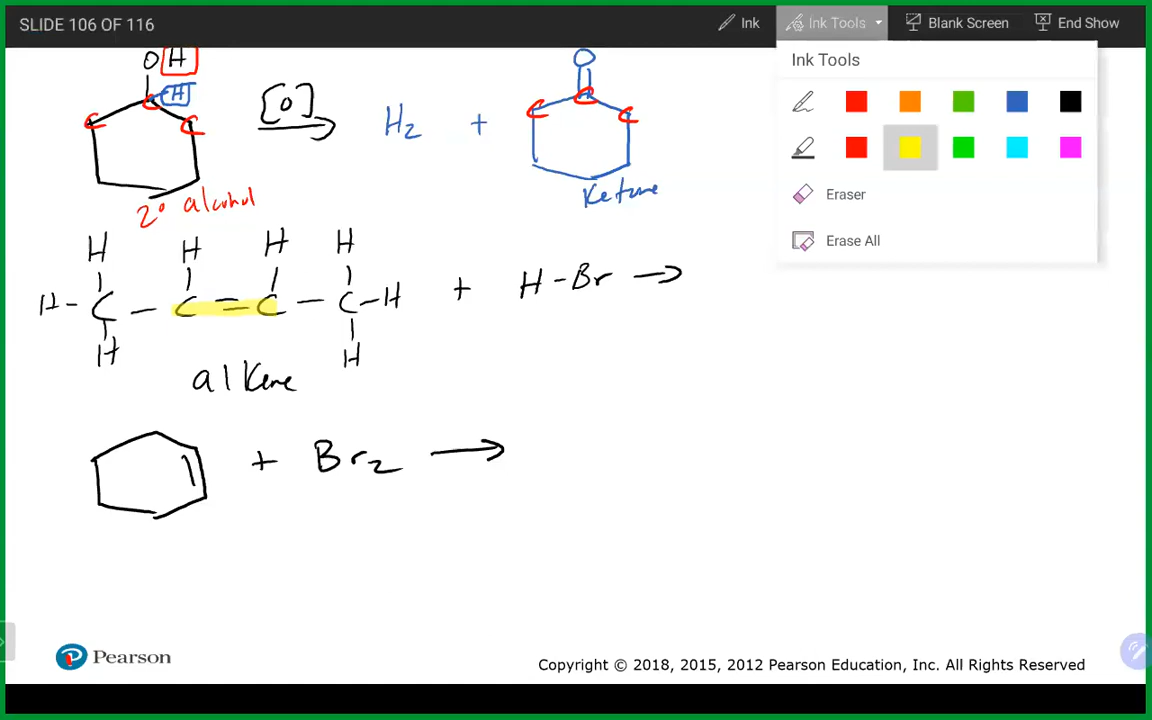 SLIDE 106 OF 116 Ink Ink Tools Blank Screen End Show
Ink Tools
Eraser
Erase All
O H
H
C C C
[O]
H2 + O
C C C
2° alcohol
Ketone
H H H H
H - C - C = C - C - H + H - Br →
H H
alkene
+ Br2 →
Pearson
Copyright © 2018, 2015, 2012 Pearson Education, Inc. All Rights Reserved